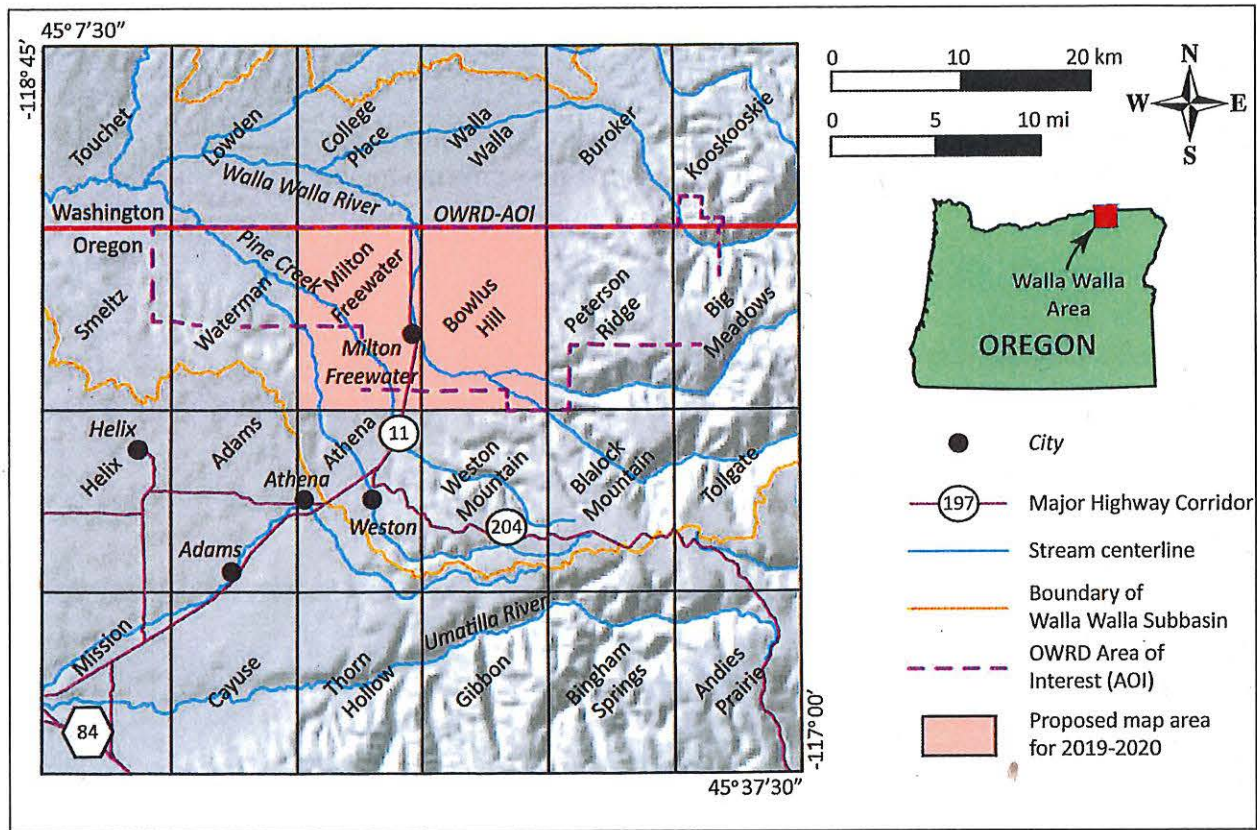 45° 7'30"
-118° 45'
Touchet
Lowden
College
Place
Walla
Walla
Buroker
Kooskooskie
Walla Walla River
Washington
Oregon
OWRD-AOI
Smeltz
Waterman
Pine Creek
Milton
Freewater
Bowlus
Hill
Peterson
Ridge
Big
Meadows
Milton
Freewater
Helix
Helix
Adams
Athena
Athena
11
Weston
Mountain
Blalock
Mountain
Tollgate
Weston
204
Adams
Mission
Cayuse
Thorn
Hollow
Umatilla River
Gibbon
Bingham
Springs
Andies
Prairie
84
-117° 00'
45° 37'30"
0 10 20 km
0 5 10 mi
N
W E
S
Walla Walla
Area
OREGON
City
197 Major Highway Corridor
Stream centerline
Boundary of
Walla Walla Subbasin
OWRD Area of
Interest (AOI)
Proposed map area
for 2019-2020